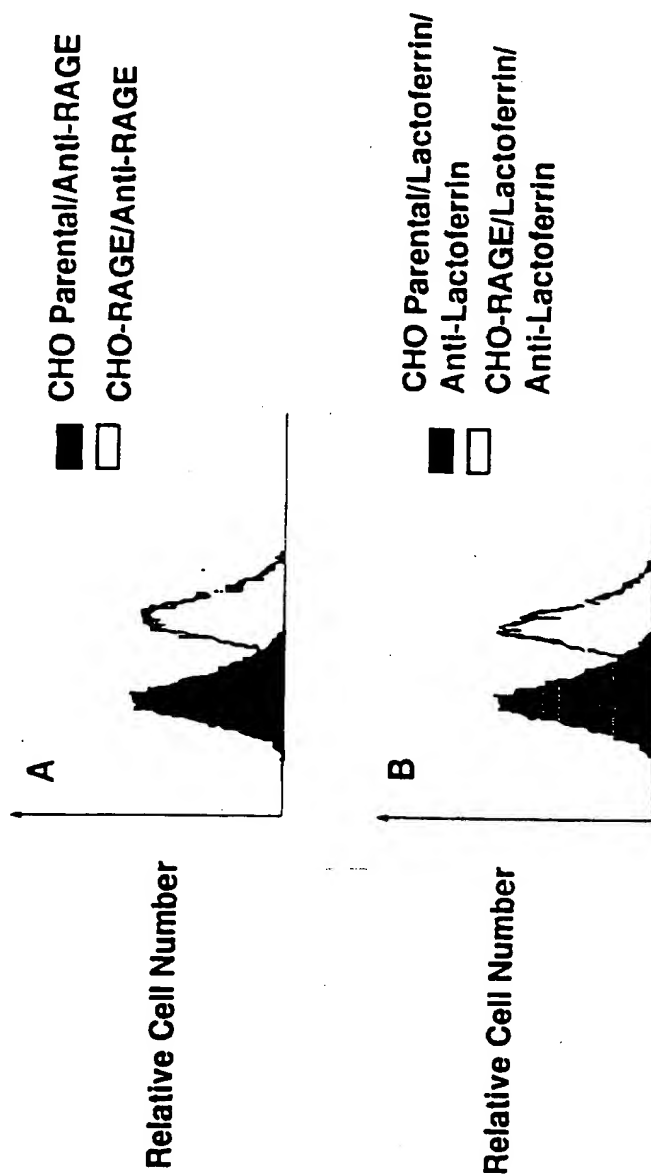 A
Relative Cell Number
CHO Parental/Anti-RAGE
CHO-RAGE/Anti-RAGE
B
Relative Cell Number
CHO Parental/Lactoferrin/
Anti-Lactoferrin
CHO-RAGE/Lactoferrin/
Anti-Lactoferrin